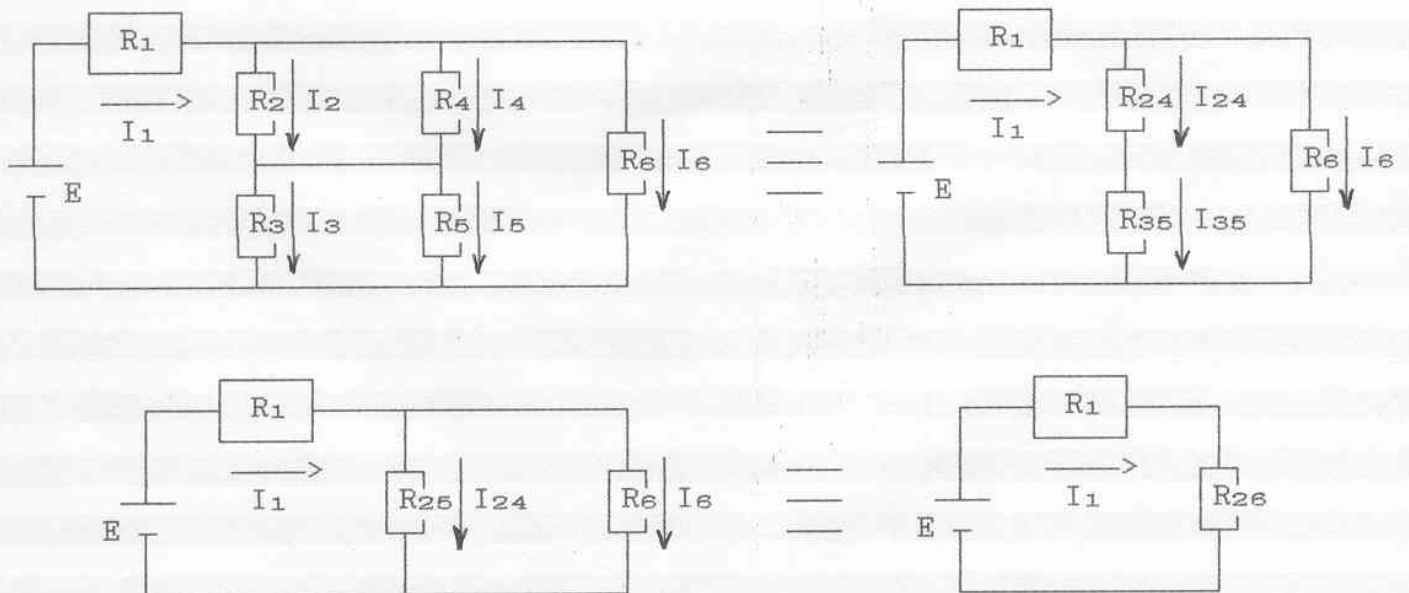 R1 R1
R2 I2 R4 I4 R24 I24
I1 I1
R6 I6 R6 I6
E E
R3 I3 R5 I5 R35 I35
R1 R1
I1 R25 I24 R6 I6 I1 R26
E E